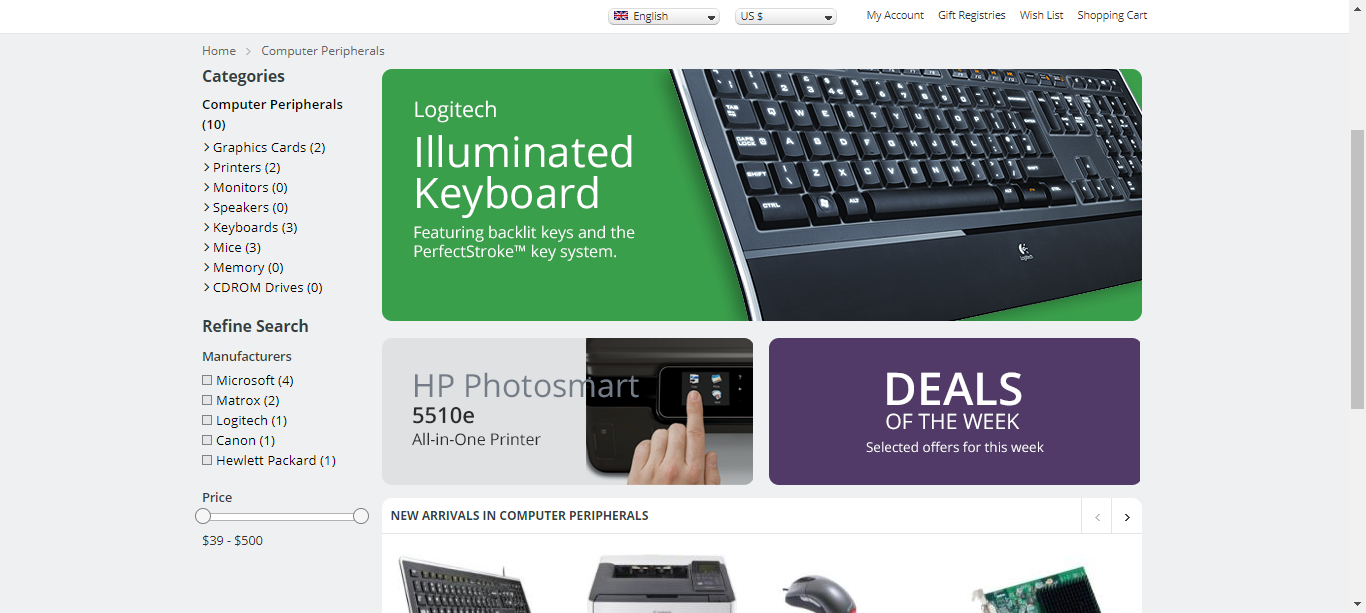 English
US $
My Account
Gift Registries
Wish List
Shopping Cart
Home > Computer Peripherals
Categories
Computer Peripherals
(10)
Graphics Cards (2)
Printers (2)
Monitors (0)
Speakers (0)
Keyboards (3)
Mice (3)
Memory (0)
CDROM Drives (0)
Refine Search
Manufacturers
Microsoft (4)
Matrox (2)
Logitech (1)
Canon (1)
Hewlett Packard (1)
Price
$39 - $500
Logitech
Illuminated
Keyboard
Featuring backlit keys and the
PerfectStroke™ key system.
HP Photosmart
5510e
All-in-One Printer
DEALS
OF THE WEEK
Selected offers for this week
NEW ARRIVALS IN COMPUTER PERIPHERALS